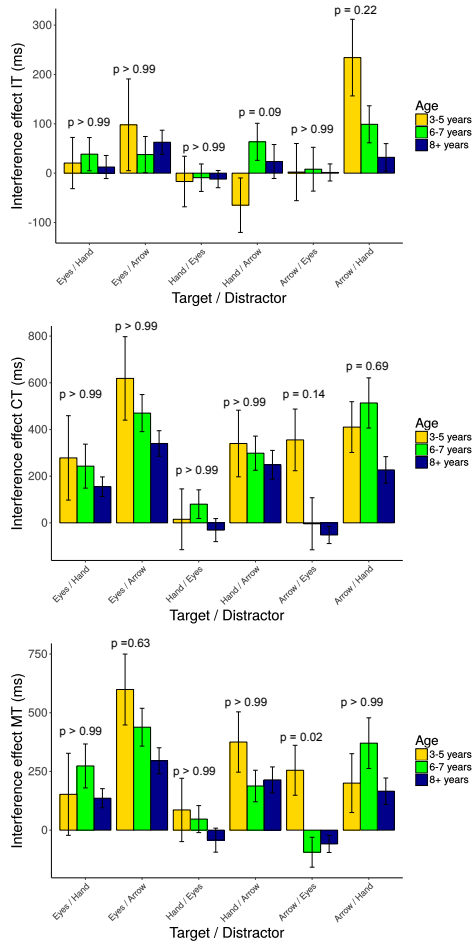 Interference effect IT (ms)
300
200
100
0
-100
p > 0.99
p > 0.99
p > 0.99
p = 0.09
p > 0.99
p = 0.22
Eyes / Hand
Eyes / Arrow
Hand / Eyes
Hand / Arrow
Arrow / Eyes
Arrow / Hand
Target / Distractor
Age
3-5 years
6-7 years
8+ years
Interference effect CT (ms)
800
600
400
200
0
p > 0.99
p > 0.99
p > 0.99
p > 0.99
p = 0.14
p = 0.69
Eyes / Hand
Eyes / Arrow
Hand / Eyes
Hand / Arrow
Arrow / Eyes
Arrow / Hand
Target / Distractor
Age
3-5 years
6-7 years
8+ years
Interference effect MT (ms)
750
500
250
0
p > 0.99
p =0.63
p > 0.99
p > 0.99
p = 0.02
p > 0.99
Eyes / Hand
Eyes / Arrow
Hand / Eyes
Hand / Arrow
Arrow / Eyes
Arrow / Hand
Target / Distractor
Age
3-5 years
6-7 years
8+ years